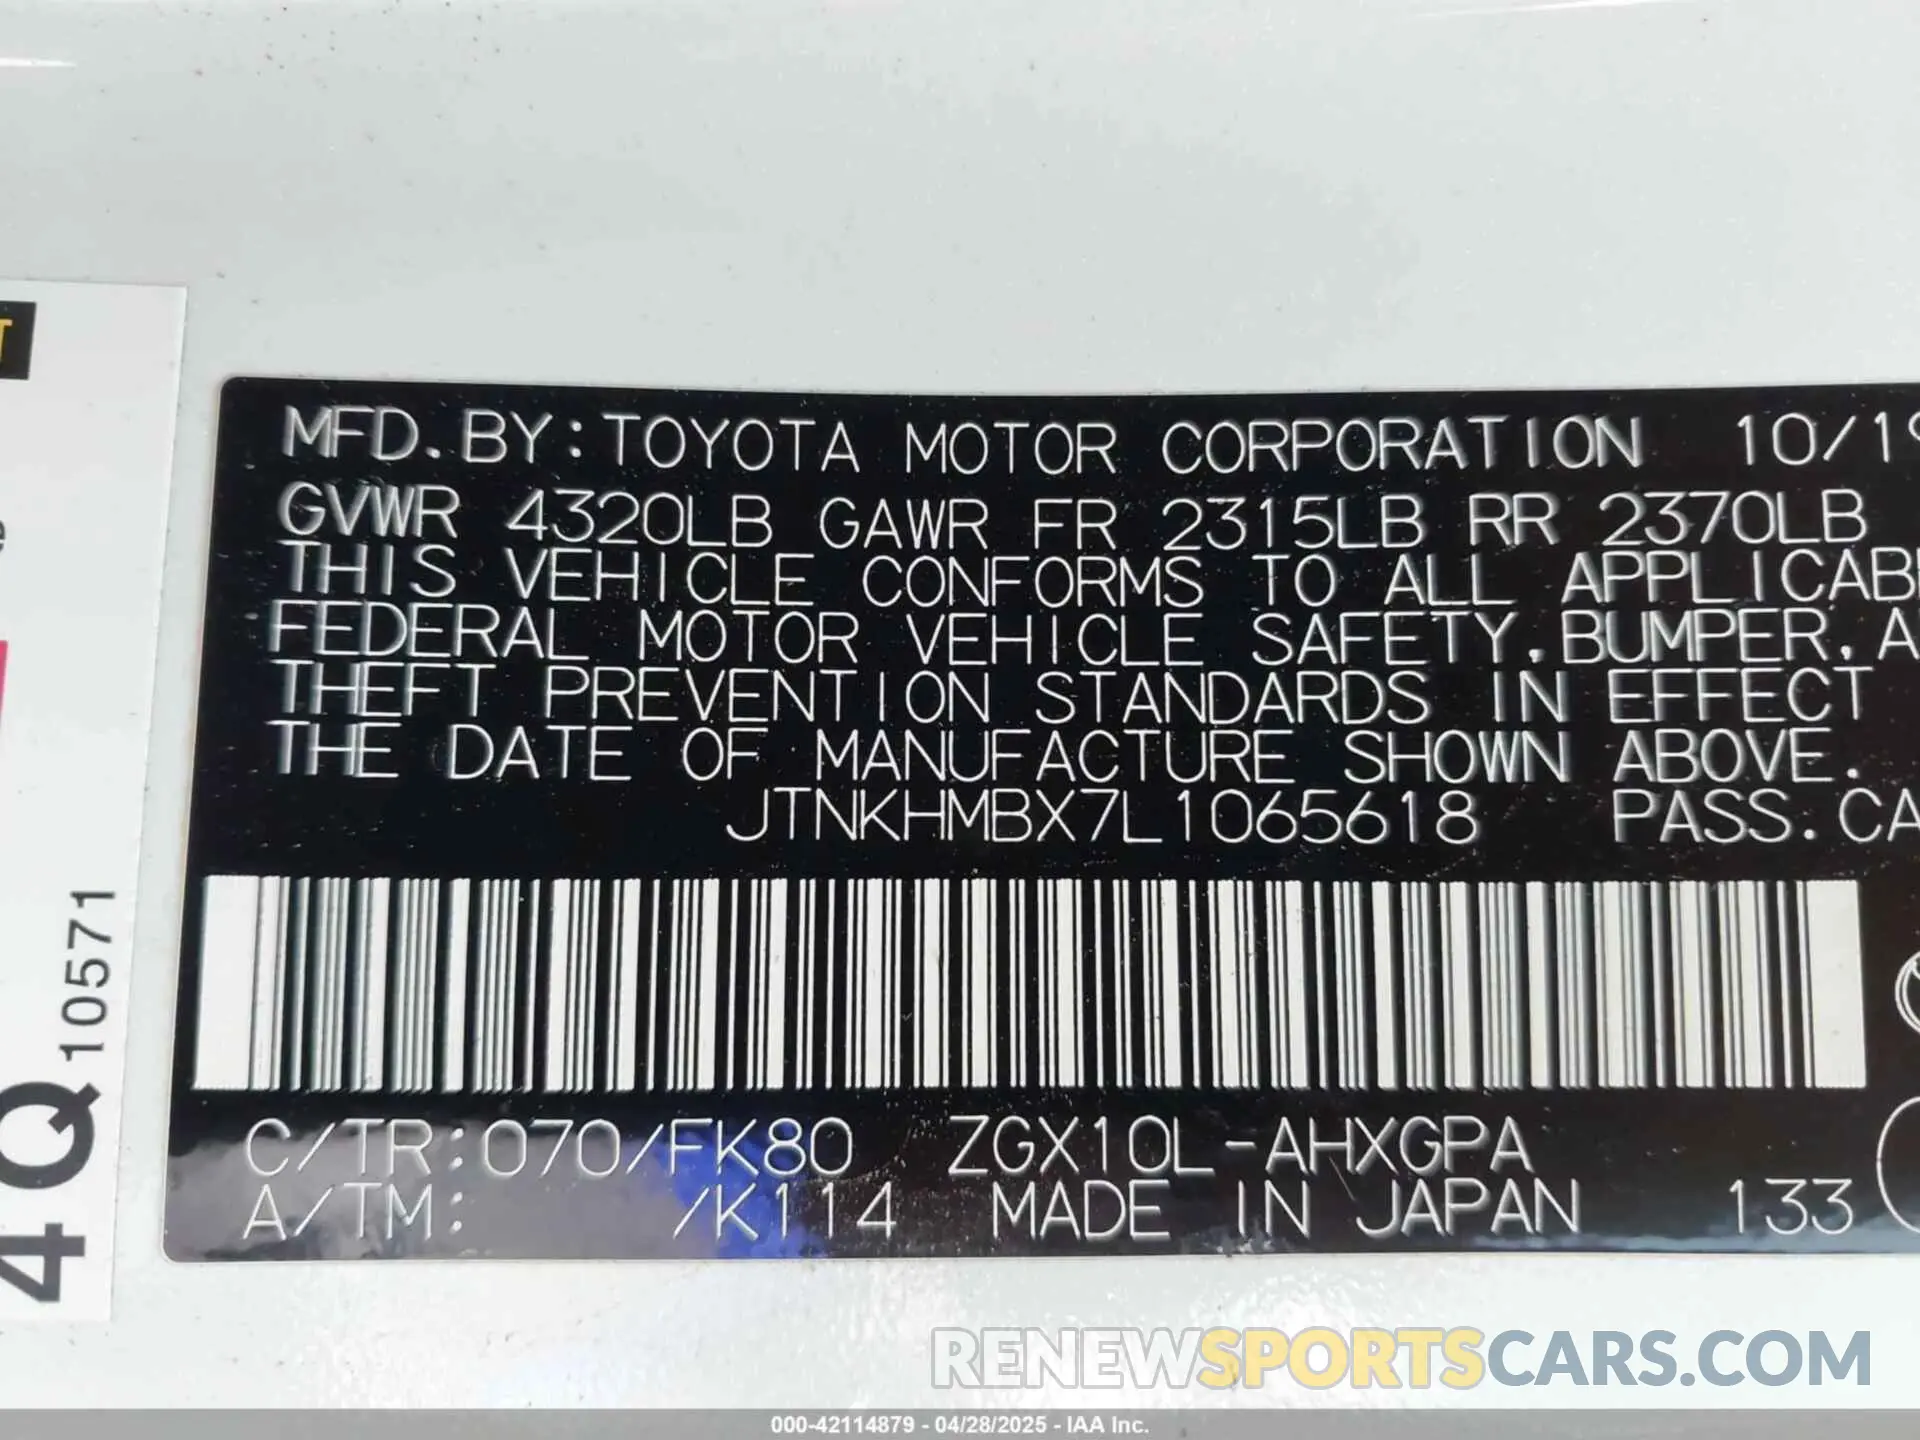 MFD.BY:TOYOTA MOTOR CORPORATION 10/19
GVWR 4320LB GAWR FR 2315LB RR 2370LB
THIS VEHICLE CONFORMS TO ALL
FEDERAL MOTOR VEHICLE SAFETY,BUMPER,
THEFT PREVENTION STANDARDS IN EFFECT
THE DATE OF MANUFACTURE SHOWN ABOVE.
JTNKHMBX7L1065618 PASS.
C/TR:070/FK80 ZGX10L-AHXGPA
A/TM: /K114 MADE IN JAPAN 133
4Q 10571
RENEWSPORTSCARS.COM
000-42114879 - 04/28/2025 - IAA Inc.